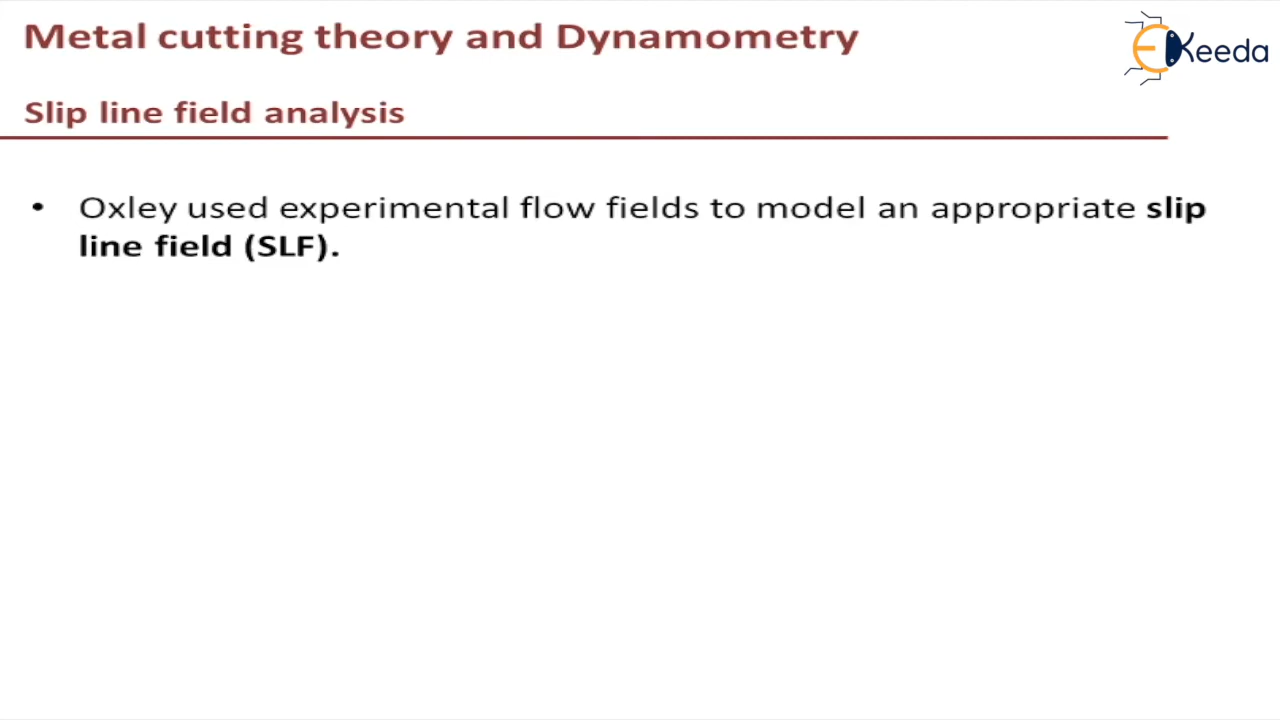 Metal cutting theory and Dynamometry
EKeeda
Slip line field analysis
• Oxley used experimental flow fields to model an appropriate slip
line field (SLF).